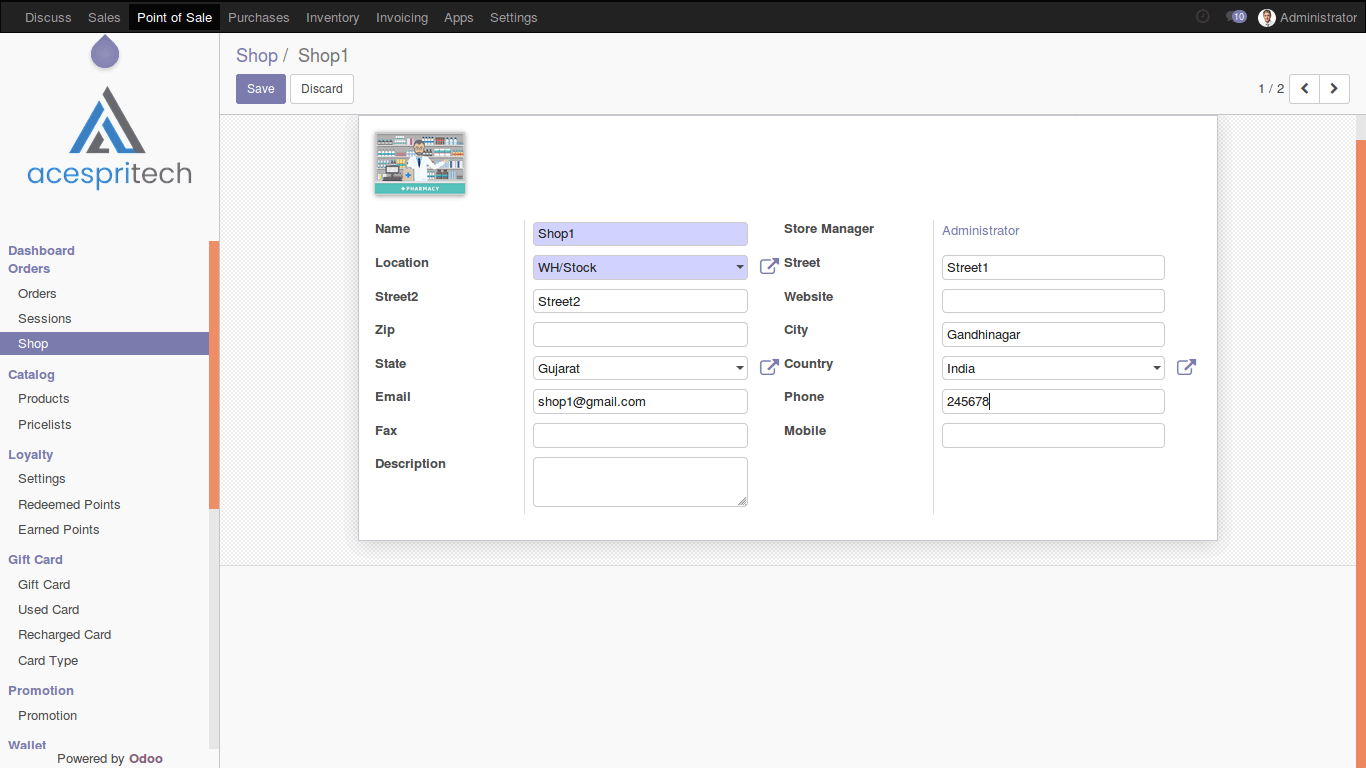 Discuss Sales Point of Sale Purchases Inventory Invoicing Apps Settings 10 Administrator
Shop / Shop1
Save Discard 1 / 2
acespritech
Dashboard
Orders
Orders
Sessions
Shop
Catalog
Products
Pricelists
Loyalty
Settings
Redeemed Points
Earned Points
Gift Card
Gift Card
Used Card
Recharged Card
Card Type
Promotion
Promotion
Wallet
Powered by Odoo
+ PHARMACY
Name Shop1 Store Manager Administrator
Location WH/Stock Street Street1
Street2 Street2 Website
Zip City Gandhinagar
State Gujarat Country India
Email shop1@gmail.com Phone 245678
Fax Mobile
Description